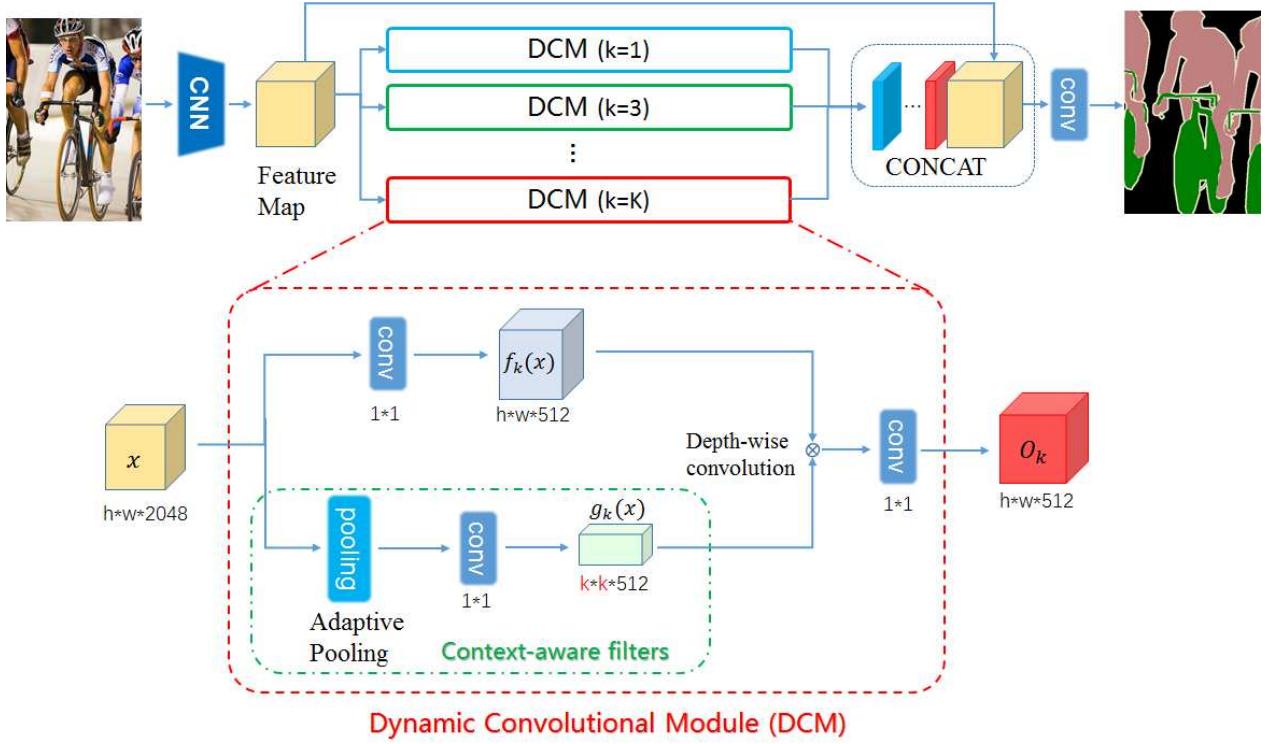 CNN
Feature
Map
DCM (k=1)
DCM (k=3)
⋮
DCM (k=K)
···
CONCAT
conv
x
h*w*2048
conv
1*1
f_k(x)
h*w*512
pooling
Adaptive
Pooling
conv
1*1
g_k(x)
k*k*512
Context-aware filters
Depth-wise
convolution
⊗
conv
1*1
O_k
h*w*512
Dynamic Convolutional Module (DCM)